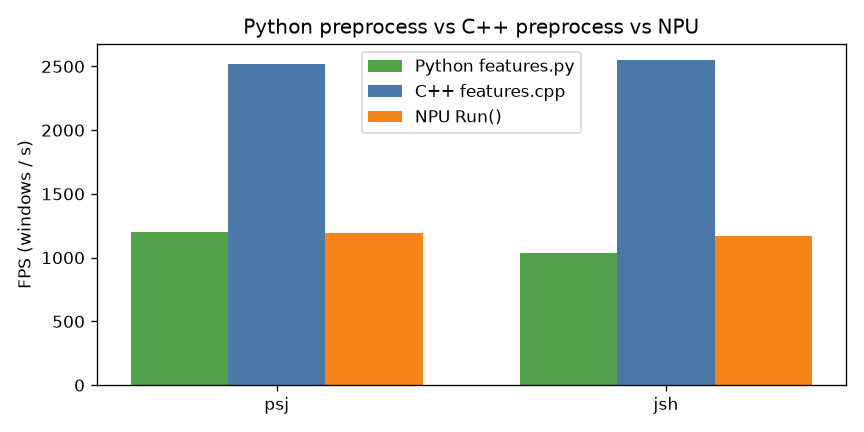 Python preprocess vs C++ preprocess vs NPU
Python features.py
C++ features.cpp
NPU Run()
FPS (windows / s)
2500
2000
1500
1000
500
0
psj
jsh